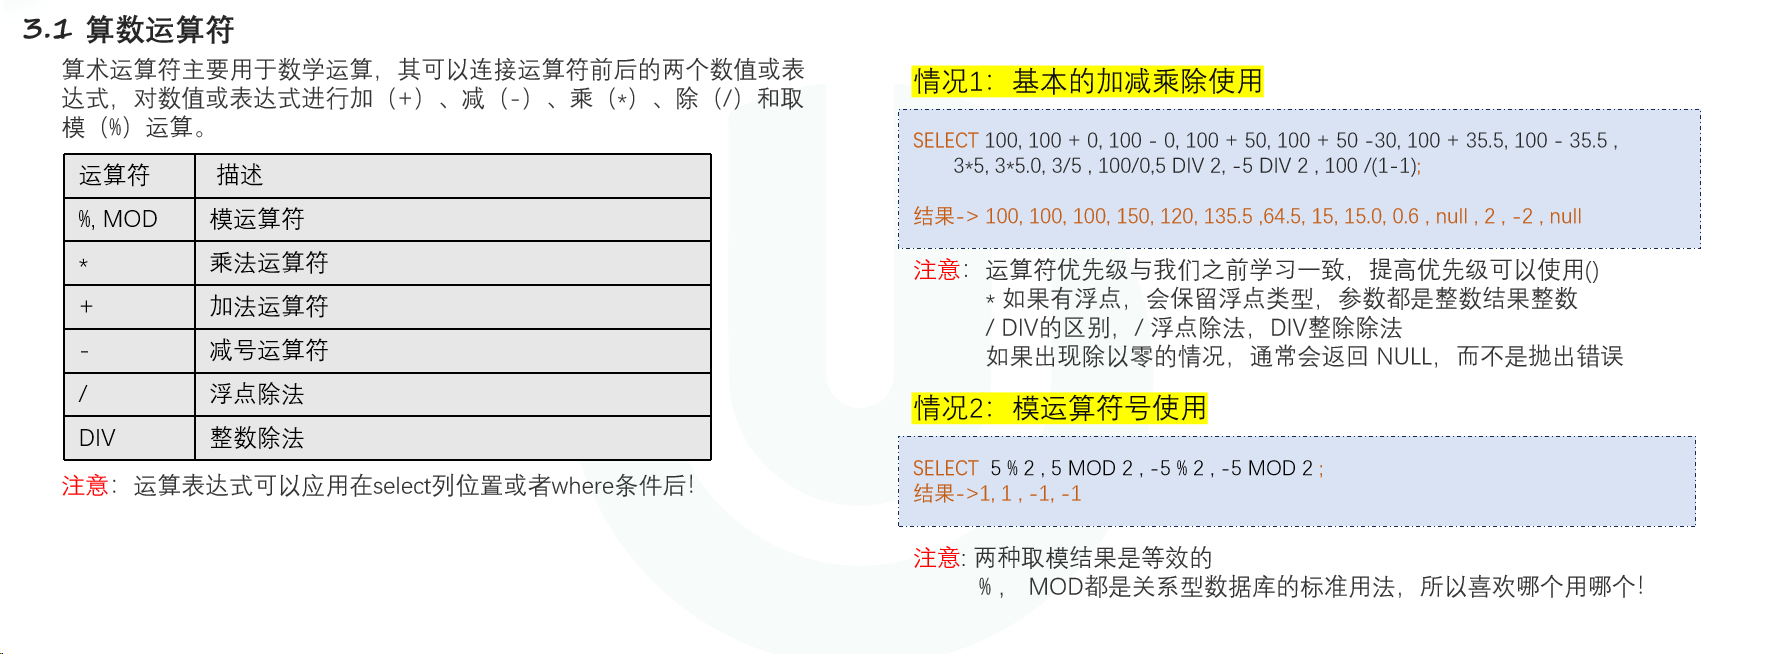 3.1 算数运算符
算术运算符主要用于数学运算，其可以连接运算符前后的两个数值或表
达式，对数值或表达式进行加（+）、减（-）、乘（*）、除（/）和取
模（%）运算。
运算符 描述
%, MOD 模运算符
* 乘法运算符
+ 加法运算符
- 减号运算符
/ 浮点除法
DIV 整数除法
注意：运算表达式可以应用在select列位置或者where条件后！
情况1：基本的加减乘除使用
SELECT 100, 100 + 0, 100 - 0, 100 + 50, 100 + 50 -30, 100 + 35.5, 100 - 35.5 ,
3*5, 3*5.0, 3/5 , 100/0,5 DIV 2, -5 DIV 2 , 100 /(1-1);
结果-> 100, 100, 100, 150, 120, 135.5 ,64.5, 15, 15.0, 0.6 , null , 2 , -2 , null
注意：运算符优先级与我们之前学习一致，提高优先级可以使用()
* 如果有浮点，会保留浮点类型，参数都是整数结果整数
/ DIV的区别，/ 浮点除法，DIV整除除法
如果出现除以零的情况，通常会返回 NULL，而不是抛出错误
情况2：模运算符号使用
SELECT 5 % 2 , 5 MOD 2 , -5 % 2 , -5 MOD 2 ;
结果->1, 1 , -1, -1
注意: 两种取模结果是等效的
% ， MOD都是关系型数据库的标准用法，所以喜欢哪个用哪个！